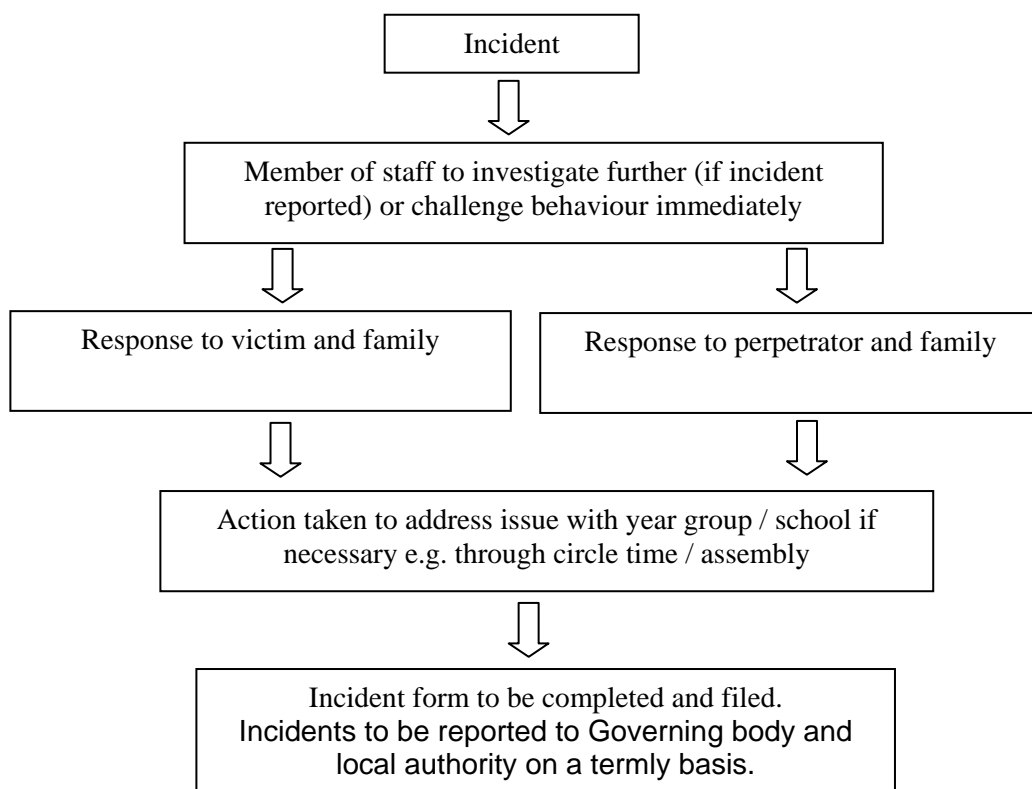 Incident
Member of staff to investigate further (if incident
reported) or challenge behaviour immediately
Response to victim and family
Response to perpetrator and family
Action taken to address issue with year group / school if
necessary e.g. through circle time / assembly
Incident form to be completed and filed.
Incidents to be reported to Governing body and
local authority on a termly basis.